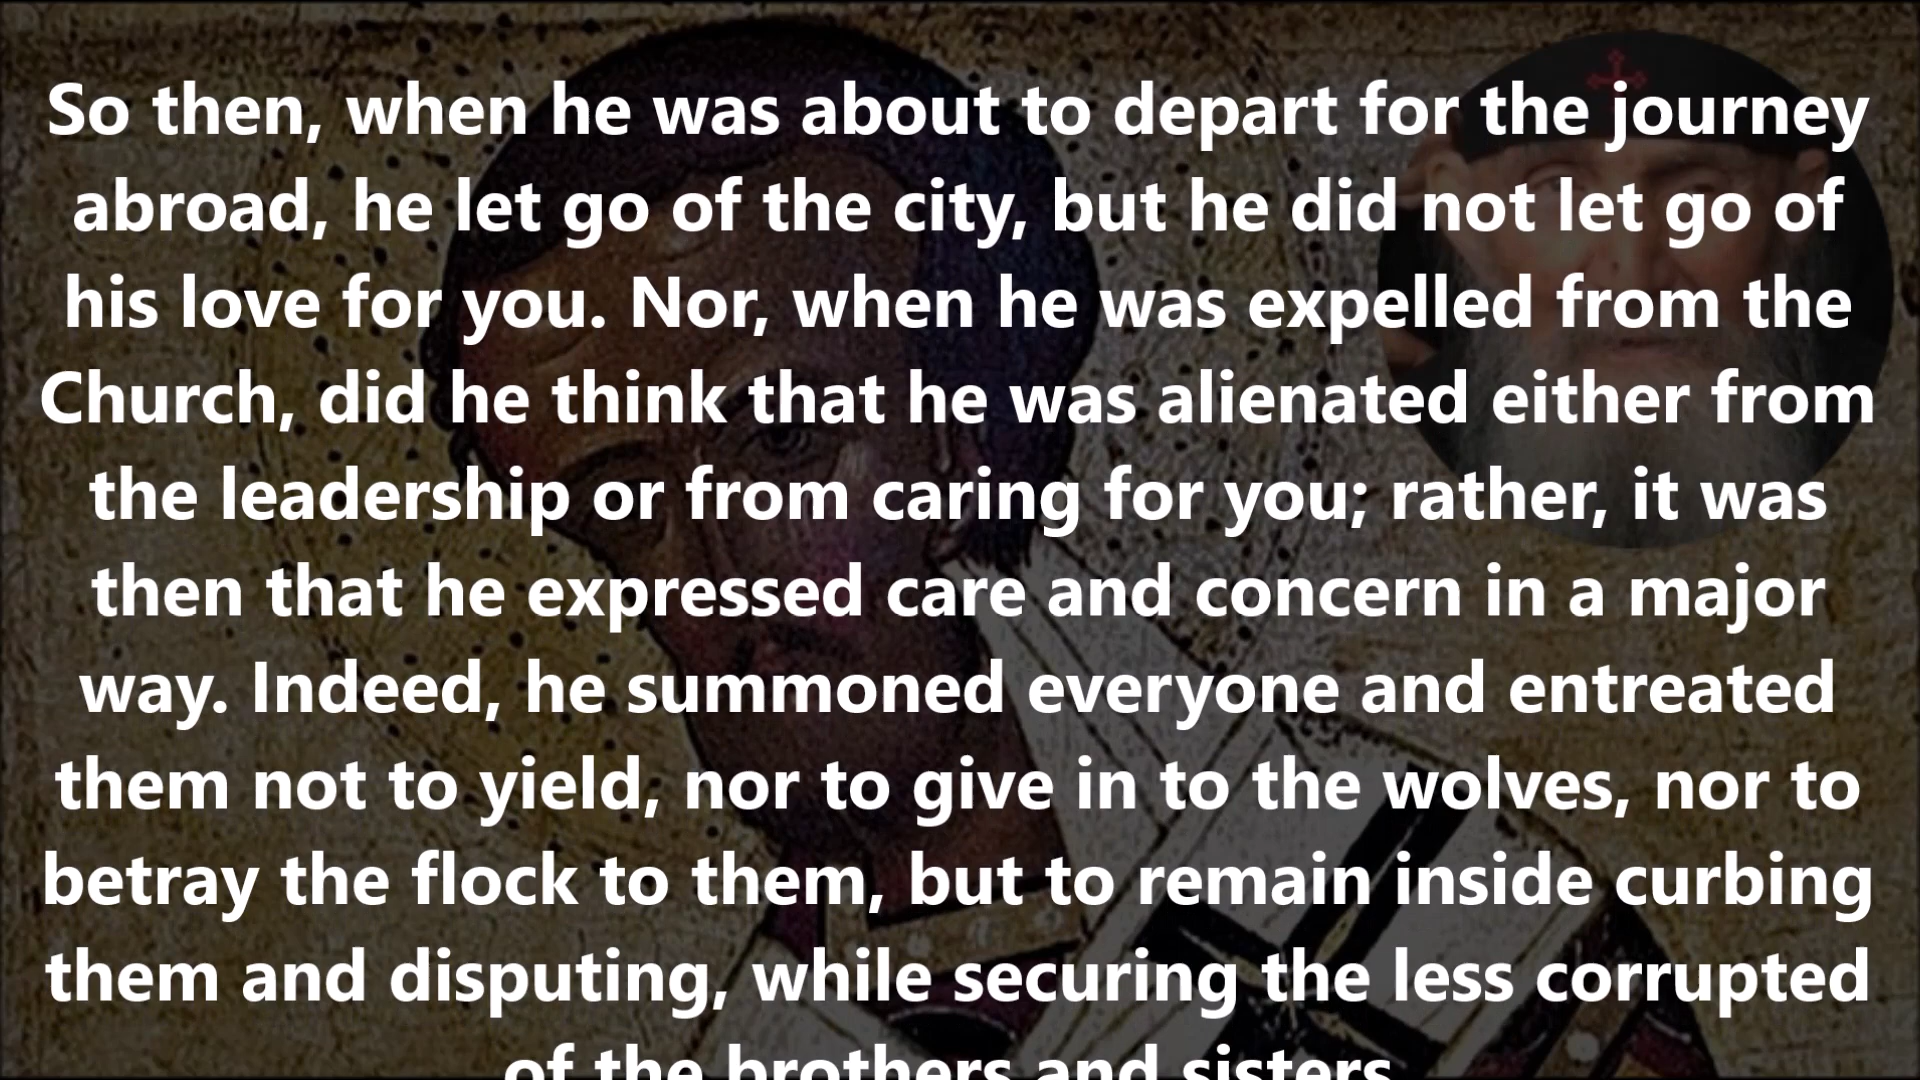 So then, when he was about to depart for the journey
abroad, he let go of the city, but he did not let go of
his love for you. Nor, when he was expelled from the
Church, did he think that he was alienated either from
the leadership or from caring for you; rather, it was
then that he expressed care and concern in a major
way. Indeed, he summoned everyone and entreated
them not to yield, nor to give in to the wolves, nor to
betray the flock to them, but to remain inside curbing
them and disputing, while securing the less corrupted
of the brothers and sisters